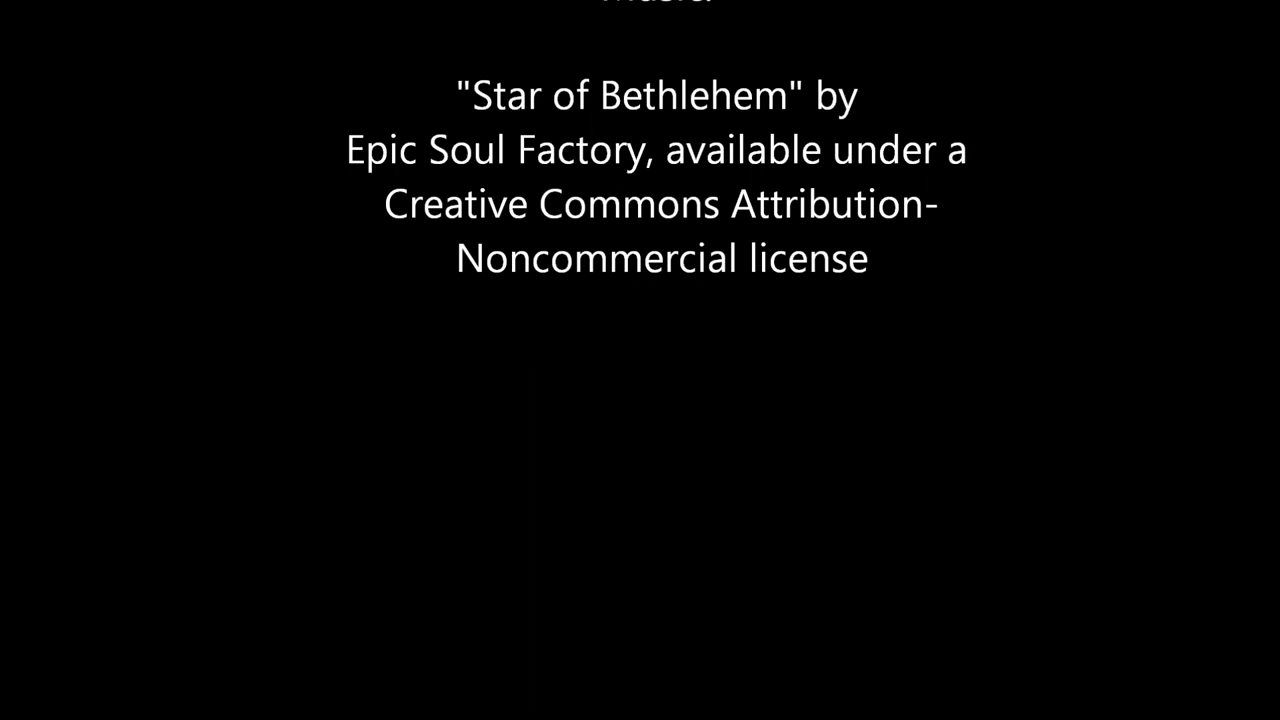 "Star of Bethlehem" by
Epic Soul Factory, available under a
Creative Commons Attribution-
Noncommercial license